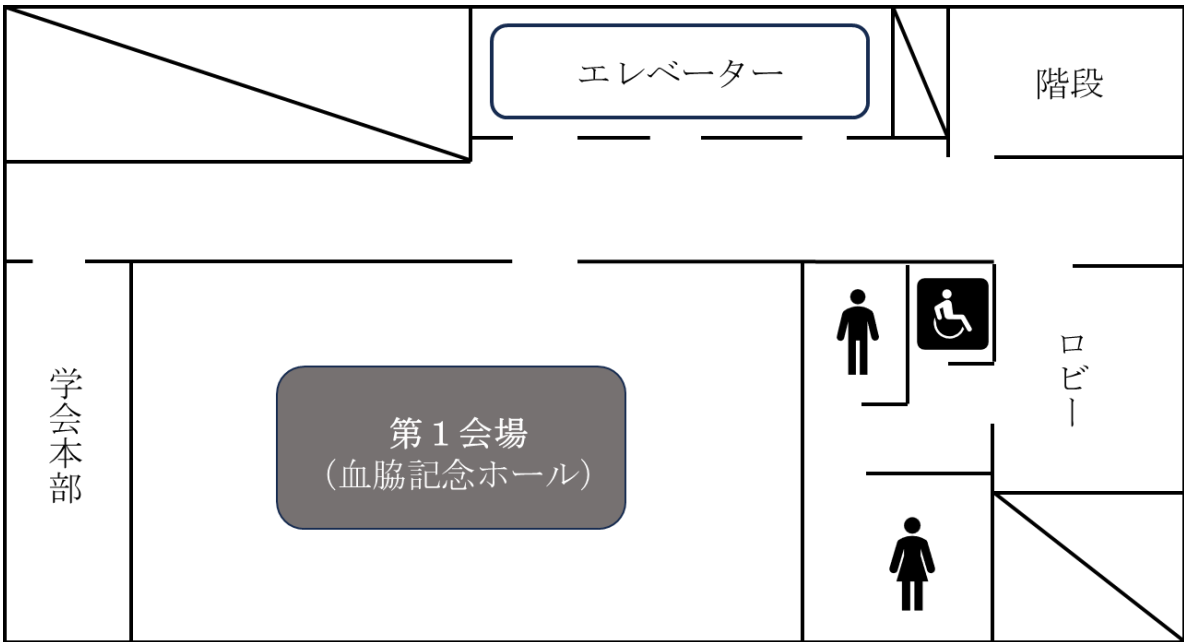 エレベーター
階段
学会本部
第１会場
（血脇記念ホール）
ロビー